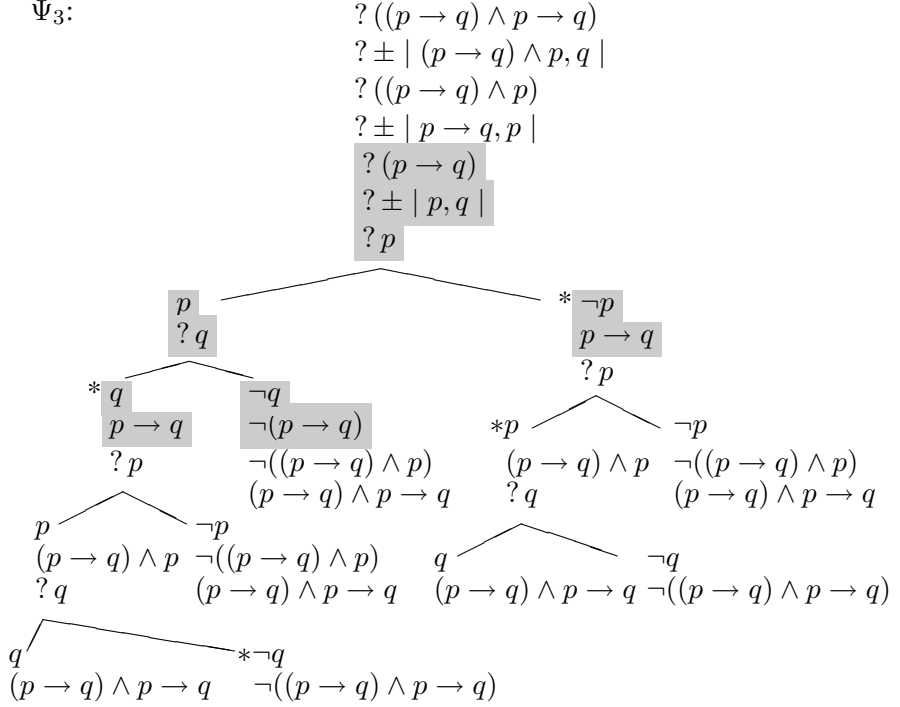 Ψ₃:
? ((p → q) ∧ p → q)
? ± | (p → q) ∧ p, q |
? ((p → q) ∧ p)
? ± | p → q, p |
? (p → q)
? ± | p, q |
? p
p
? q
* ¬p
p → q
? p
* q
p → q
? p
¬q
¬(p → q)
¬((p → q) ∧ p)
(p → q) ∧ p → q
*p
(p → q) ∧ p
? q
¬p
¬((p → q) ∧ p)
(p → q) ∧ p → q
p
(p → q) ∧ p
? q
¬p
¬((p → q) ∧ p)
(p → q) ∧ p → q
q
(p → q) ∧ p → q
¬q
¬((p → q) ∧ p → q)
q
(p → q) ∧ p → q
*¬q
¬((p → q) ∧ p → q)